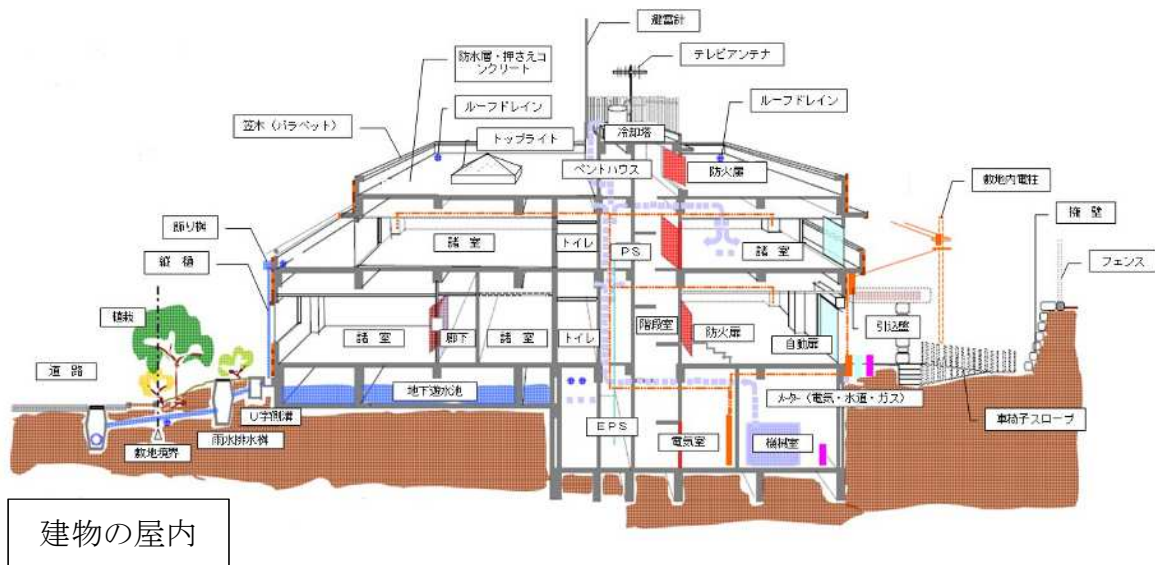 避雷計
防水層・押さえコ
ンクリート
テレビアンテナ
ルーフドレイン
ルーフドレイン
笠木（パラペット）
トップライト
冷却塔
ペントハウス
防火扉
敷地内電柱
擁 壁
飾り桝
諸 室
トイレ
PS
諸 室
縦 樋
フェンス
植栽
階段室
引込盤
諸 室
廊下
諸 室
トイレ
防火扉
自動扉
道 路
地下遊水池
メーター（電気・水道・ガス）
U字側溝
車椅子スロープ
雨水排水桝
EPS
電気室
機械室
敷地境界
建物の屋内